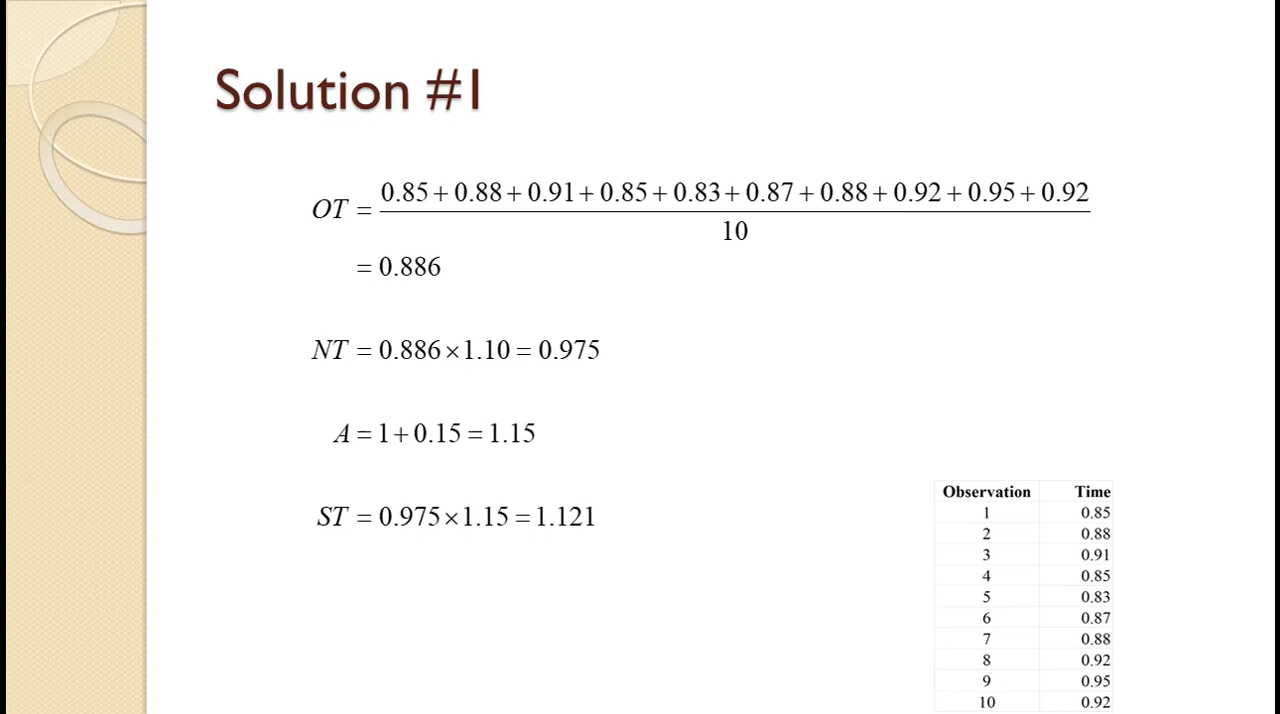 Solution #1
OT = (0.85 + 0.88 + 0.91 + 0.85 + 0.83 + 0.87 + 0.88 + 0.92 + 0.95 + 0.92) / 10
= 0.886
NT = 0.886 × 1.10 = 0.975
A = 1 + 0.15 = 1.15
ST = 0.975 × 1.15 = 1.121
Observation Time
1 0.85
2 0.88
3 0.91
4 0.85
5 0.83
6 0.87
7 0.88
8 0.92
9 0.95
10 0.92